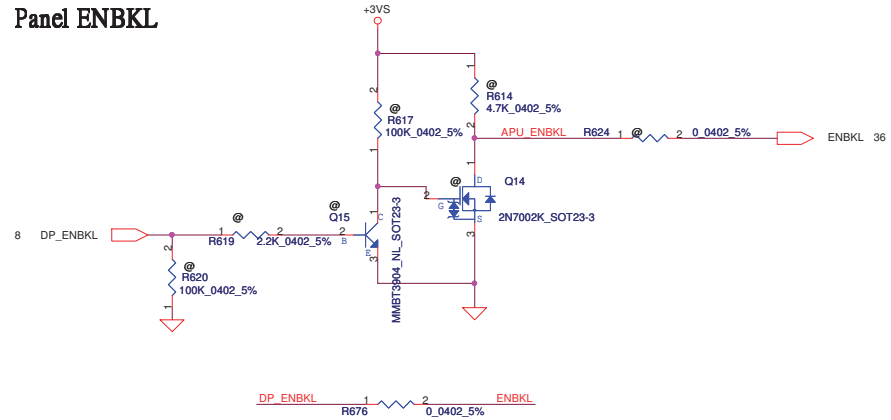 Panel ENBKL
+3VS
@
R617
100K_0402_5%
2
1
@
R614
4.7K_0402_5%
1
2
APU_ENBKL
R624 1 @ 2 0_0402_5%
ENBKL 36
@
Q14
2N7002K_SOT23-3
1
D
2
G
S
3
8 DP_ENBKL
@
1 2
R619 2.2K_0402_5%
@
Q15
MMBT3904_NL_SOT23-3
1
C
B
E
3
2
@
R620
100K_0402_5%
1
DP_ENBKL 1 2 ENBKL
R676 0_0402_5%